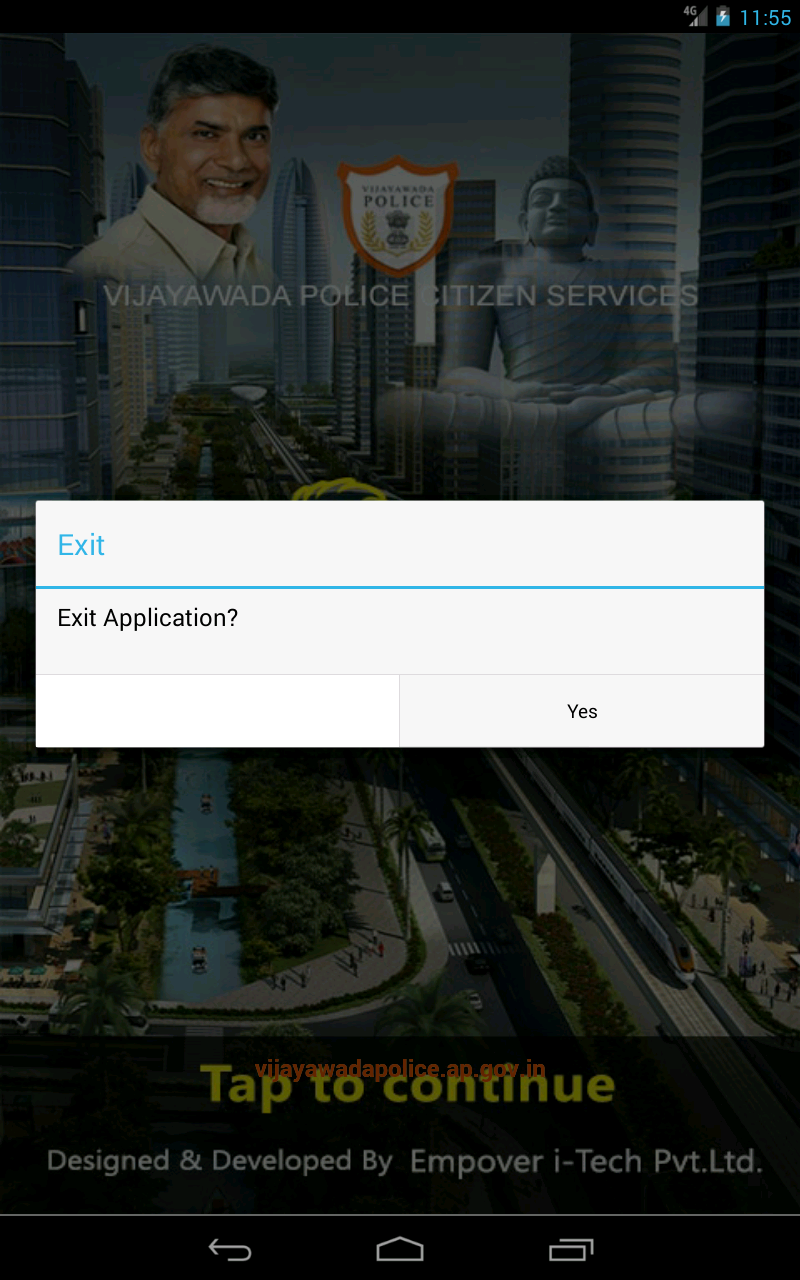 4G 11:55
VIJAYAWADA
POLICE
VIJAYAWADA POLICE CITIZEN SERVICES
Exit
Exit Application?
Yes
vijayawadapolice.ap.gov.in
Tap to continue
Designed & Developed By Empover i-Tech Pvt.Ltd.